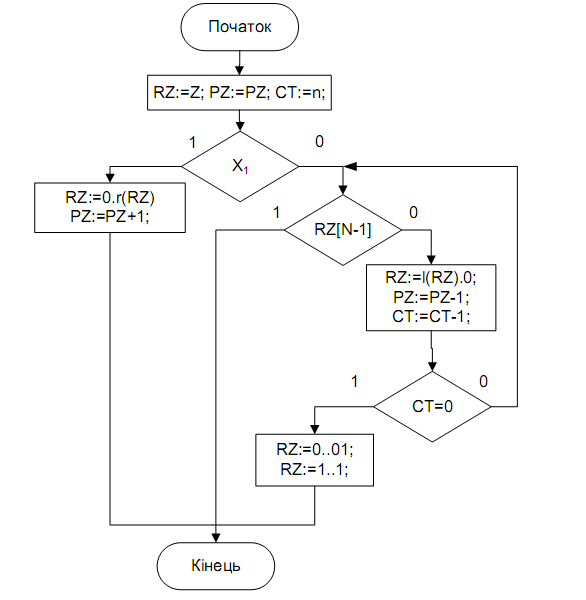 Початок
RZ:=Z; PZ:=PZ; CT:=n;
1
0
X₁
RZ:=0.r(RZ)
PZ:=PZ+1;
1
0
RZ[N-1]
RZ:=l(RZ).0;
PZ:=PZ-1;
CT:=CT-1;
1
0
CT=0
RZ:=0..01;
RZ:=1..1;
Кінець